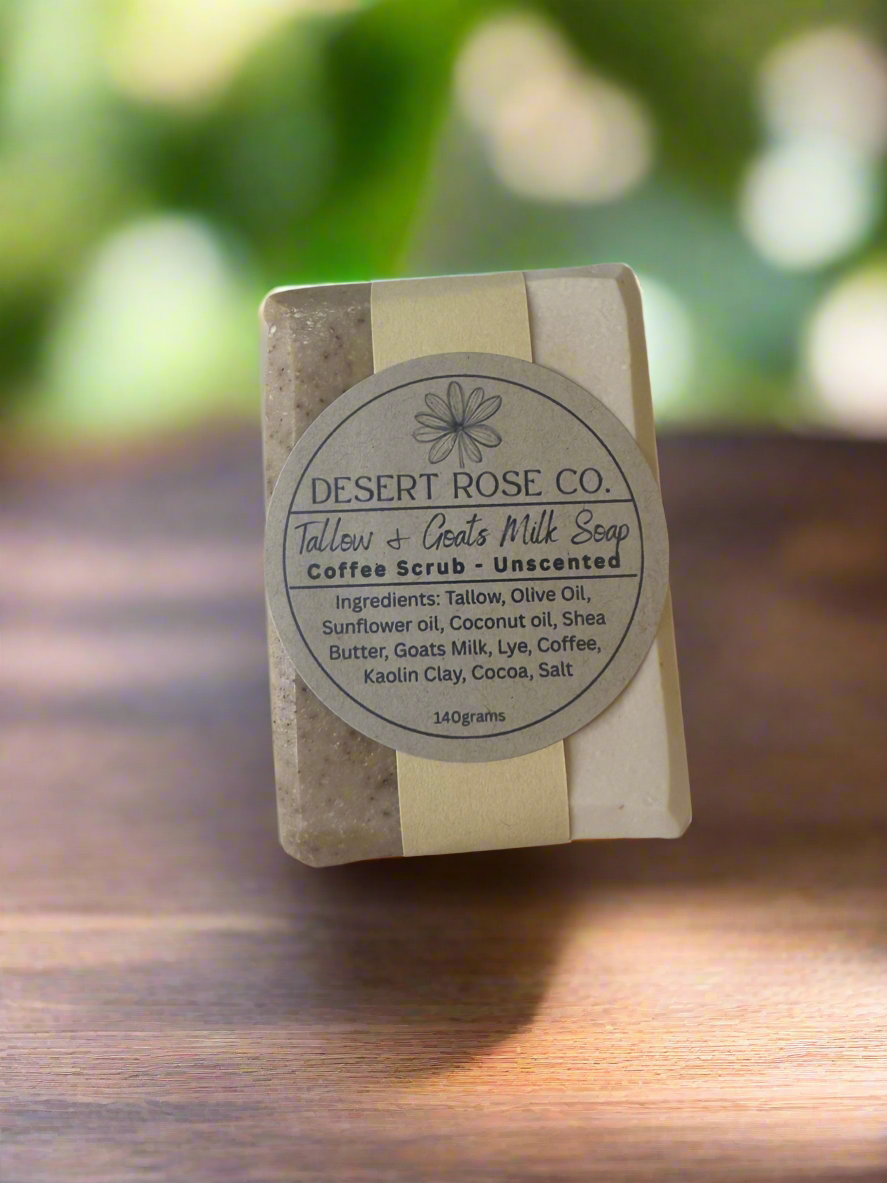 DESERT ROSE CO.
Tallow & Goats Milk Soap
Coffee Scrub - Unscented
Ingredients: Tallow, Olive Oil,
Sunflower oil, Coconut oil, Shea
Butter, Goats Milk, Lye, Coffee,
Kaolin Clay, Cocoa, Salt
140grams